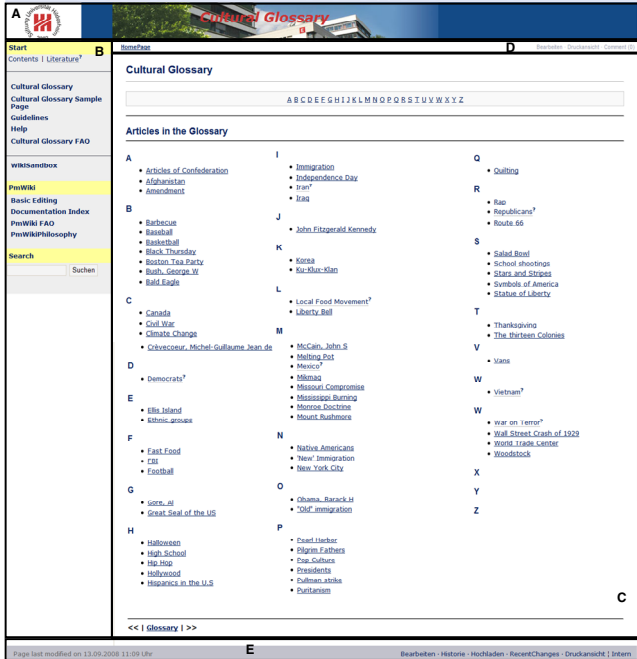 A
Cultural Glossary
Start
B
Contents | Literature?
Cultural Glossary
Cultural Glossary Sample
Page
Guidelines
Help
Cultural Glossary FAQ
WikiSandbox
PmWiki
Basic Editing
Documentation Index
PmWiki FAQ
PmWikiPhilosophy
Search
Suchen
HomePage
D
Bearbeiten - Druckansicht - Comment (0)
Cultural Glossary
A B C D E F G H I J K L M N O P Q R S T U V W X Y Z
Articles in the Glossary
A
• Articles of Confederation
• Afghanistan
• Amendment
B
• Barbecue
• Baseball
• Basketball
• Black Thursday
• Boston Tea Party
• Bush, George W
• Bald Eagle
C
• Canada
• Civil War
• Climate Change
• Crèvecoeur, Michel-Guillaume Jean de
D
• Democrats?
E
• Ellis Island
• Ethnic groups
F
• Fast Food
• FBI
• Football
G
• Gore, Al
• Great Seal of the US
H
• Halloween
• High School
• Hip Hop
• Hollywood
• Hispanics in the U.S
I
• Immigration
• Independence Day
• Iran?
• Iraq
J
• John Fitzgerald Kennedy
K
• Korea
• Ku-Klux-Klan
L
• Local Food Movement?
• Liberty Bell
M
• McCain, John S
• Melting Pot
• Mexico?
• Mikmaq
• Missouri Compromise
• Mississippi Burning
• Monroe Doctrine
• Mount Rushmore
N
• Native Americans
• 'New' Immigration
• New York City
O
• Obama, Barack H
• "Old" immigration
P
• Pearl Harbor
• Pilgrim Fathers
• Pop Culture
• Presidents
• Pullman strike
• Puritanism
Q
• Quilting
R
• Rap
• Republicans?
• Route 66
S
• Salad Bowl
• School shootings
• Stars and Stripes
• Symbols of America
• Statue of Liberty
T
• Thanksgiving
• The thirteen Colonies
V
• Vans
W
• Vietnam?
W
• War on Terror?
• Wall Street Crash of 1929
• World Trade Center
• Woodstock
X
Y
Z
C
<< | Glossary | >>
Page last modified on 13.09.2008 11:09 Uhr
E
Bearbeiten - Historie - Hochladen - RecentChanges - Druckansicht | Intern